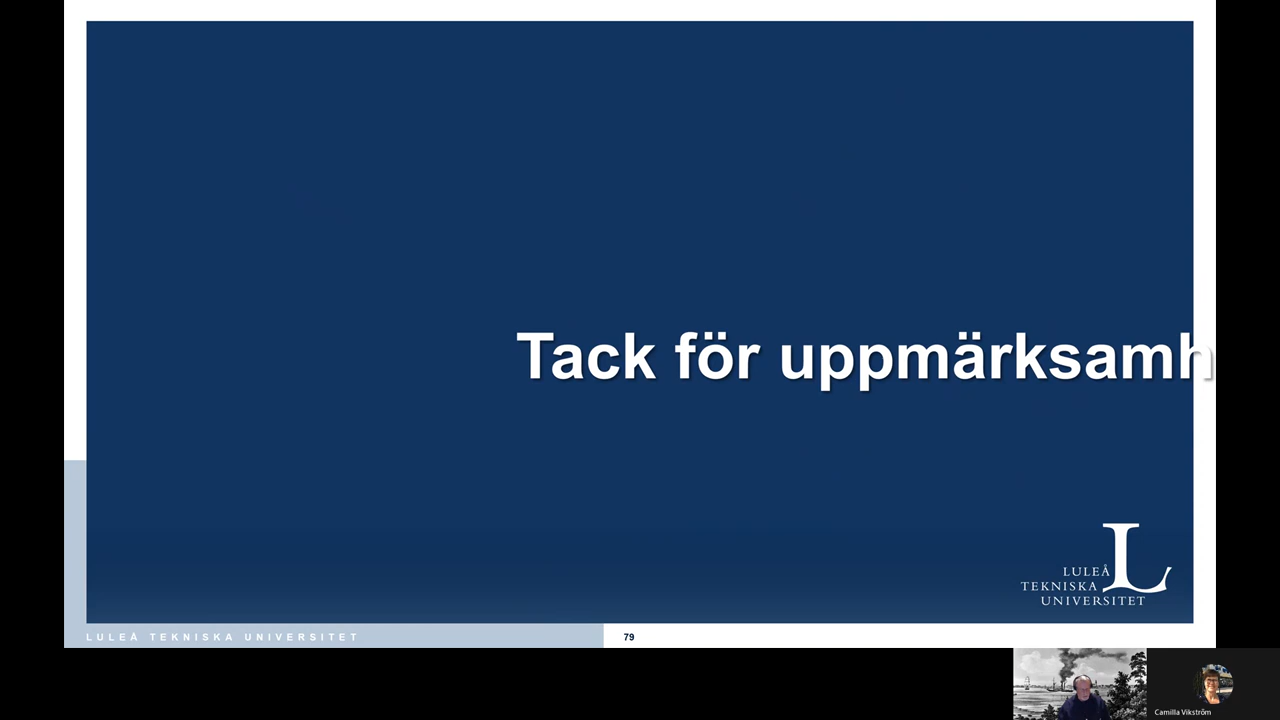 Tack för uppmärksamh
LULEÅ
TEKNISKA
UNIVERSITET
LULEÅ TEKNISKA UNIVERSITET
79
Camilla Vikström